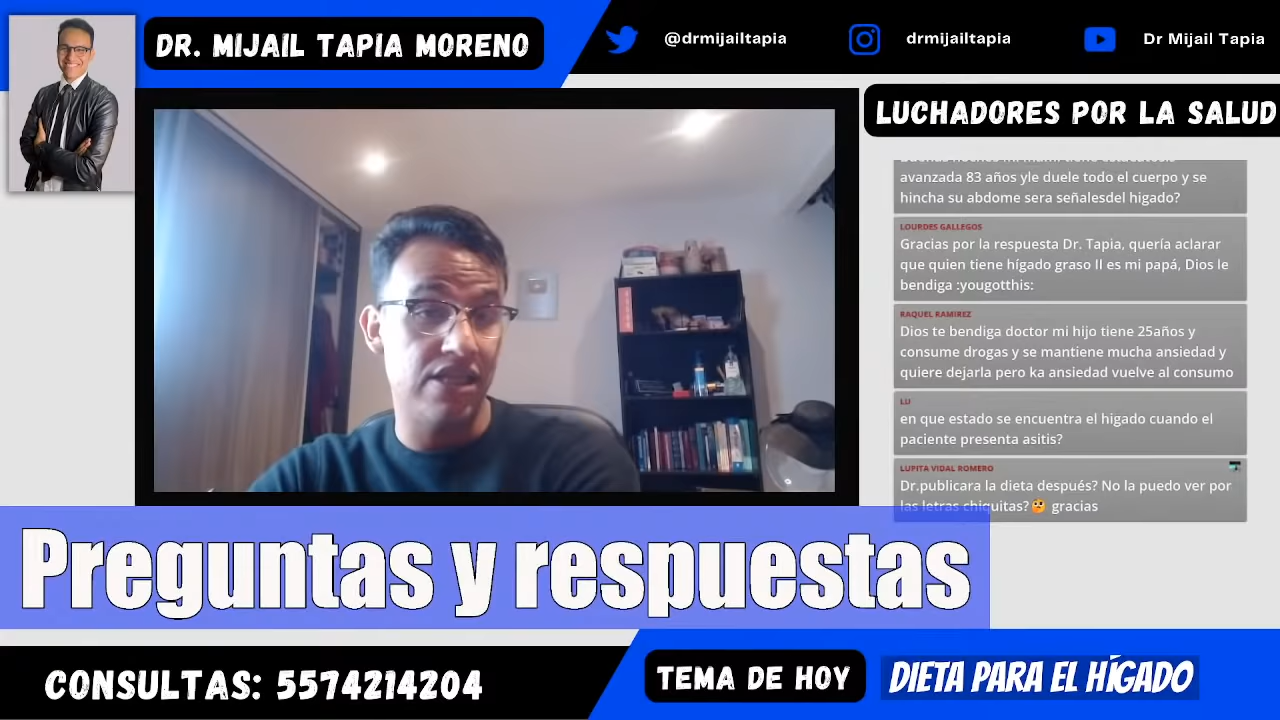 DR. MIJAIL TAPIA MORENO
@drmijailtapia
drmijailtapia
Dr Mijail Tapia
LUCHADORES POR LA SALUD
avanzada 83 años yle duele todo el cuerpo y se
hincha su abdome sera señalesdel higado?
LOURDES GALLEGOS
Gracias por la respuesta Dr. Tapia, quería aclarar
que quien tiene hígado graso II es mi papá, Dios le
bendiga :yougotthis:
RAQUEL RAMIREZ
Dios te bendiga doctor mi hijo tiene 25años y
consume drogas y se mantiene mucha ansiedad y
quiere dejarla pero ka ansiedad vuelve al consumo
LU
en que estado se encuentra el higado cuando el
paciente presenta asitis?
LUPITA VIDAL ROMERO
Dr.publicara la dieta después? No la puedo ver por
las letras chiquitas?🤔 gracias
Preguntas y respuestas
CONSULTAS: 5574214204
TEMA DE HOY
DIETA PARA EL HÍGADO